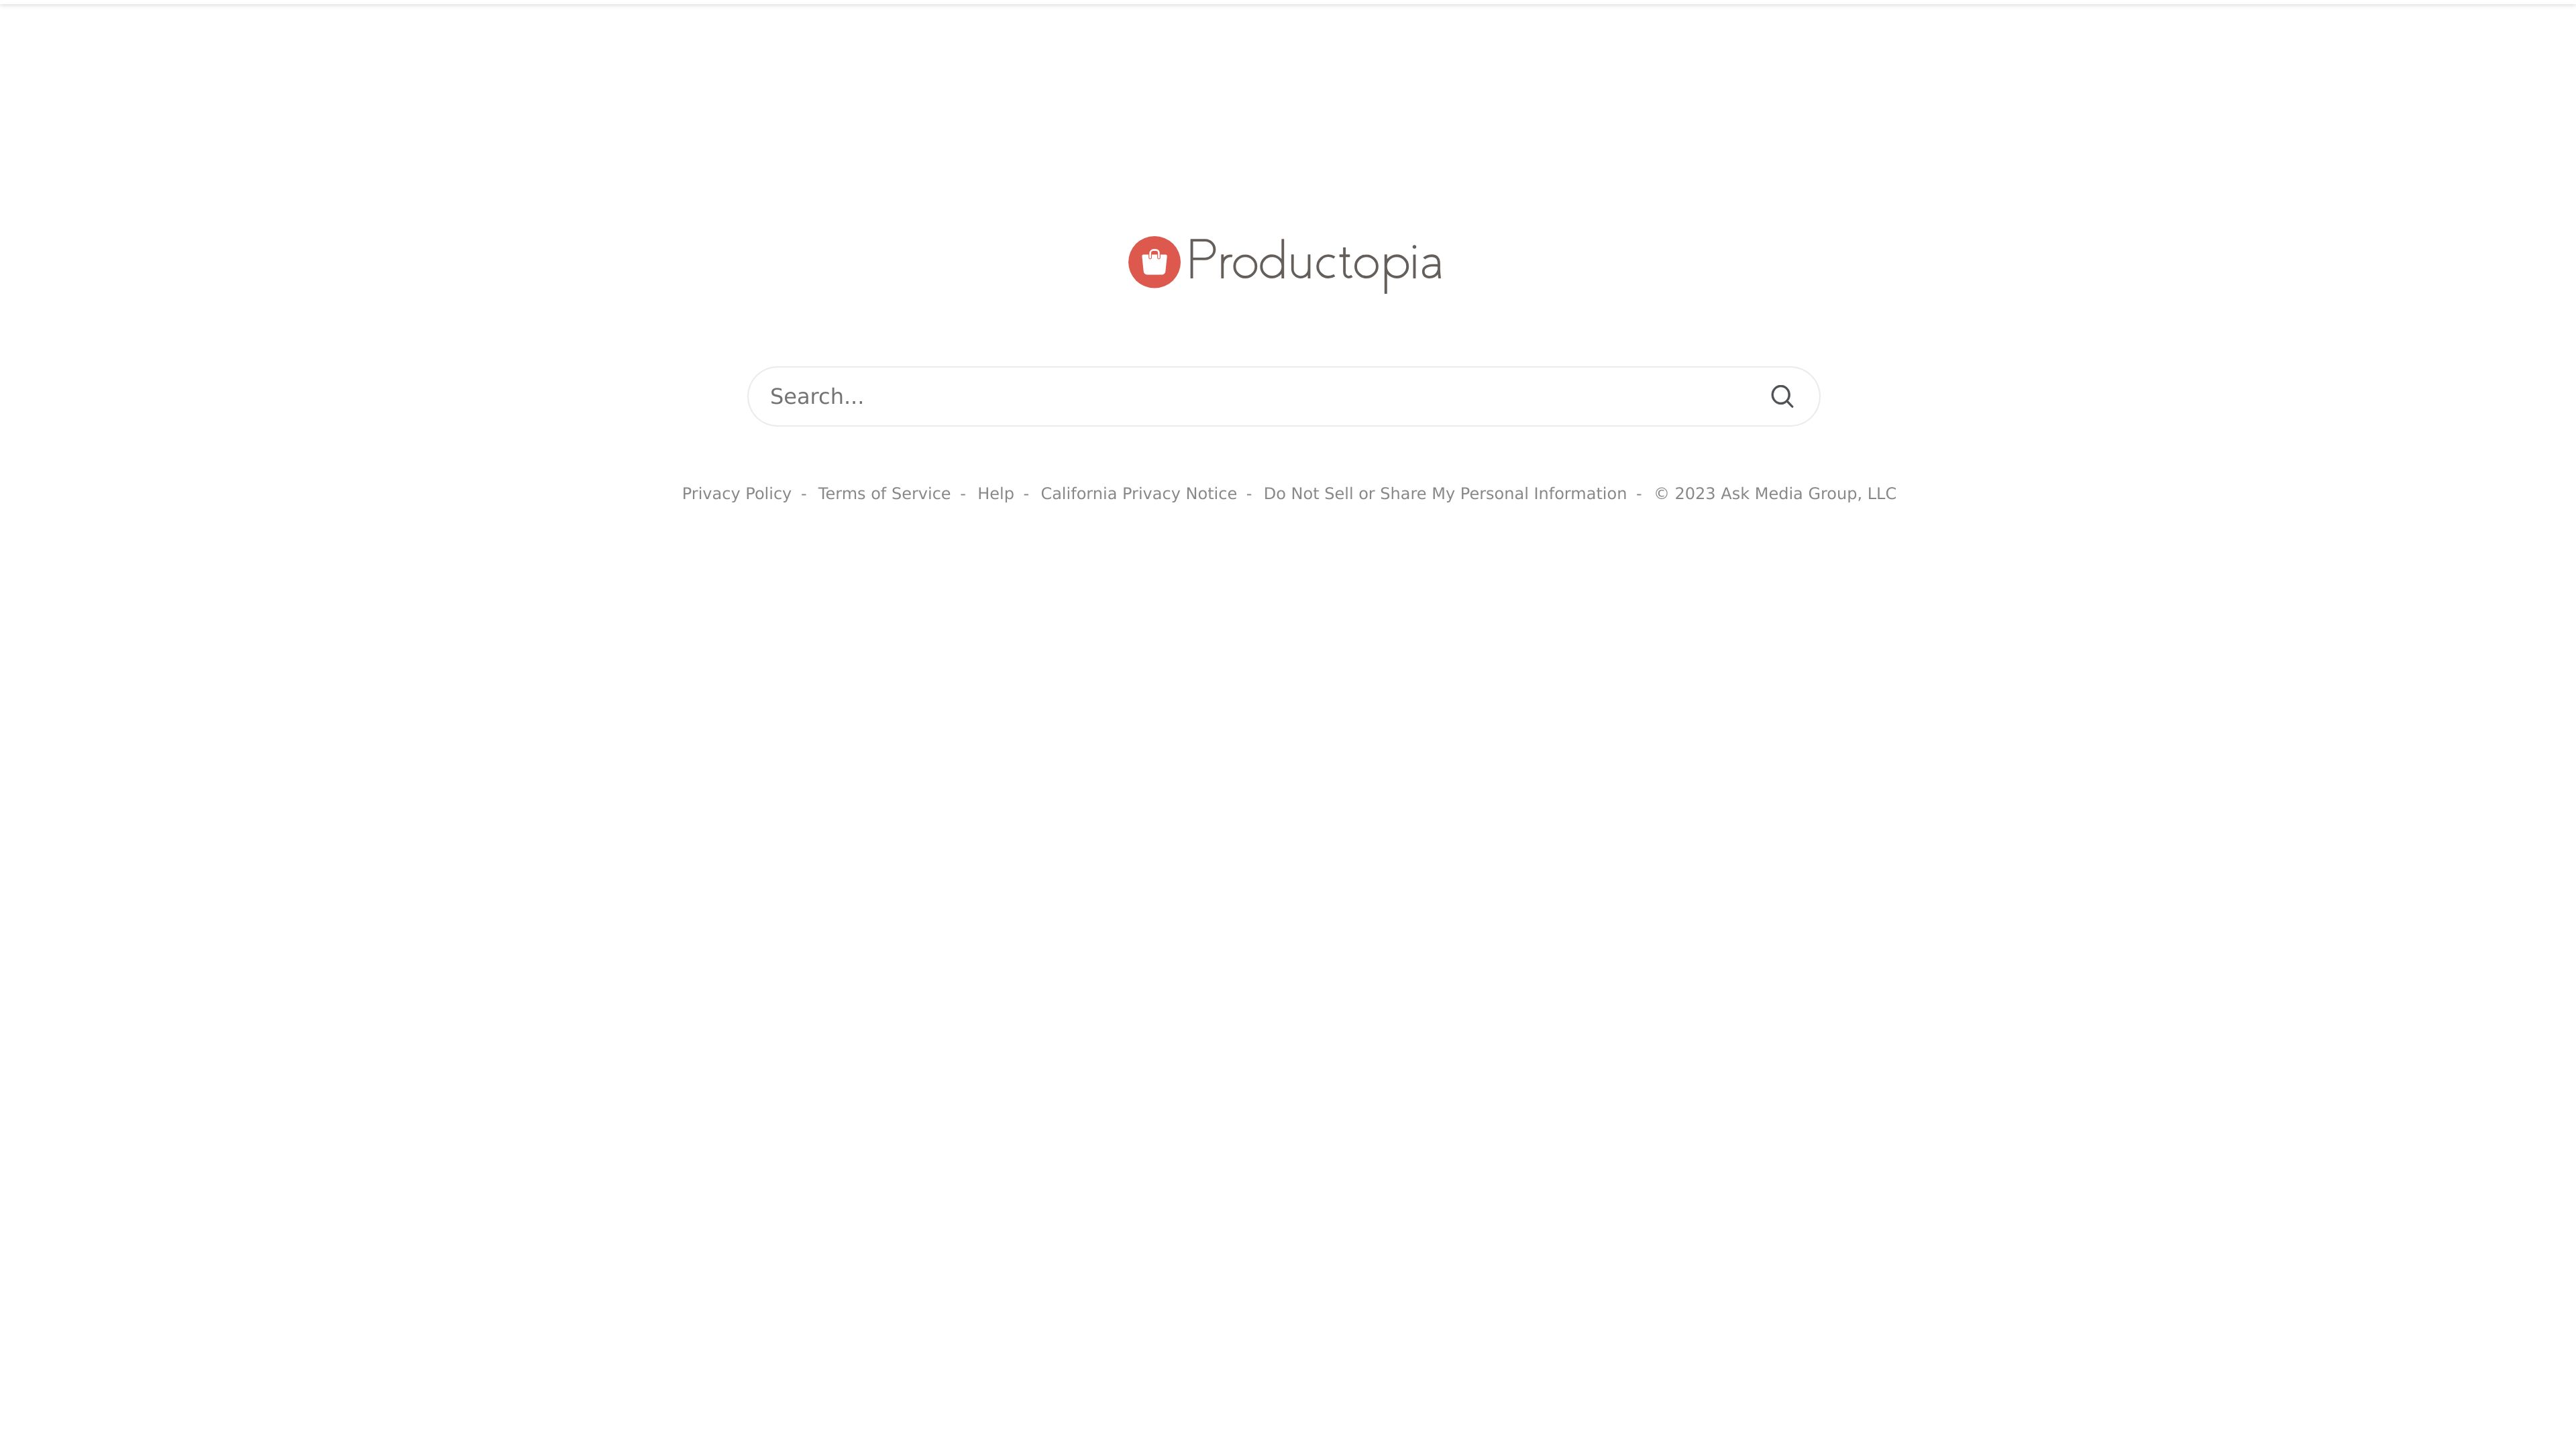 Productopia
Search...
Privacy Policy - Terms of Service - Help - California Privacy Notice - Do Not Sell or Share My Personal Information - © 2023 Ask Media Group, LLC